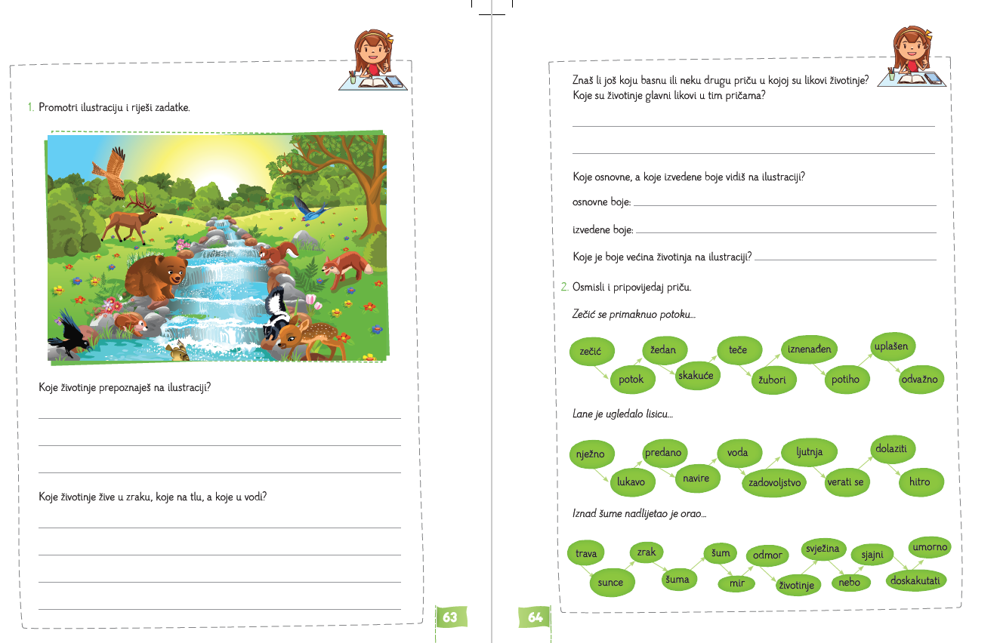 1. Promotri ilustraciju i riješi zadatke.
Koje životinje prepoznaješ na ilustraciji?
Koje životinje žive u zraku, koje na tlu, a koje u vodi?
63
Znaš li još koju basnu ili neku drugu priču u kojoj su likovi životinje?
Koje su životinje glavni likovi u tim pričama?
Koje osnovne, a koje izvedene boje vidiš na ilustraciji?
osnovne boje:
izvedene boje:
Koje je boje većina životinja na ilustraciji?
2. Osmisli i pripovijedaj priču.
Zečić se primaknuo potoku...
zečić
potok
žedan
skakuće
teče
žubori
iznenađen
potiho
uplašen
odvažno
Lane je ugledalo lisicu...
nježno
lukavo
predano
navire
voda
zadovoljstvo
ljutnja
verati se
dolaziti
hitro
Iznad šume nadlijetao je orao...
trava
sunce
zrak
šuma
šum
mir
odmor
životinje
svježina
nebo
sjajni
doskakutati
umorno
64